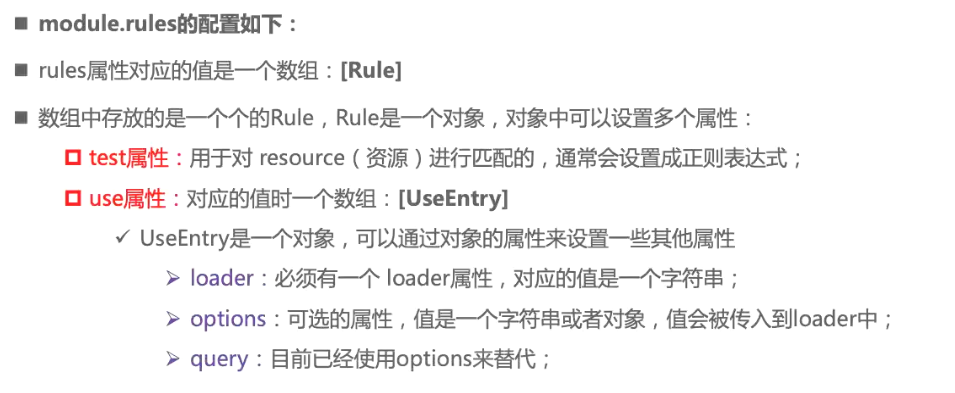 module.rules的配置如下：
rules属性对应的值是一个数组：[Rule]
数组中存放的是一个个的Rule，Rule是一个对象，对象中可以设置多个属性：
test属性：用于对 resource（资源）进行匹配的，通常会设置成正则表达式；
use属性：对应的值时一个数组：[UseEntry]
UseEntry是一个对象，可以通过对象的属性来设置一些其他属性
loader：必须有一个 loader属性，对应的值是一个字符串；
options：可选的属性，值是一个字符串或者对象，值会被传入到loader中；
query：目前已经使用options来替代；